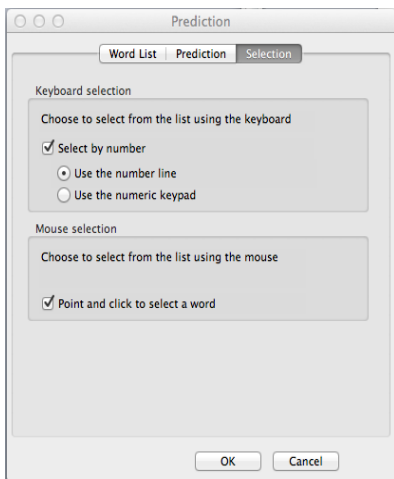 Prediction
Word List Prediction Selection
Keyboard selection
Choose to select from the list using the keyboard
Select by number
Use the number line
Use the numeric keypad
Mouse selection
Choose to select from the list using the mouse
Point and click to select a word
OK Cancel